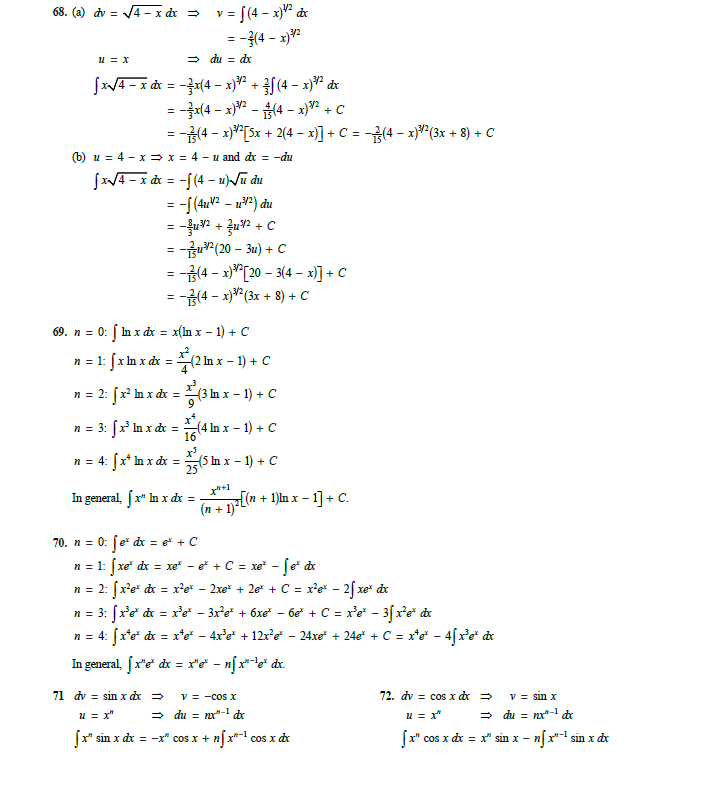 68. (a) dv = √(4 − x) dx ⇒ v = ∫(4 − x)^(1/2) dx
= −2/3(4 − x)^(3/2)
u = x ⇒ du = dx
∫x√(4 − x) dx = −2/3x(4 − x)^(3/2) + 2/3∫(4 − x)^(3/2) dx
= −2/3x(4 − x)^(3/2) − 4/15(4 − x)^(5/2) + C
= −2/15(4 − x)^(3/2)[5x + 2(4 − x)] + C = −2/15(4 − x)^(3/2)(3x + 8) + C
(b) u = 4 − x ⇒ x = 4 − u and dx = −du
∫x√(4 − x) dx = −∫(4 − u)√u du
= −∫(4u^(1/2) − u^(3/2)) du
= −8/3u^(3/2) + 2/5u^(5/2) + C
= −2/15u^(3/2)(20 − 3u) + C
= −2/15(4 − x)^(3/2)[20 − 3(4 − x)] + C
= −2/15(4 − x)^(3/2)(3x + 8) + C
69. n = 0: ∫ ln x dx = x(ln x − 1) + C
n = 1: ∫x ln x dx = x²/4(2 ln x − 1) + C
n = 2: ∫x² ln x dx = x³/9(3 ln x − 1) + C
n = 3: ∫x³ ln x dx = x⁴/16(4 ln x − 1) + C
n = 4: ∫x⁴ ln x dx = x⁵/25(5 ln x − 1) + C
In general, ∫xⁿ ln x dx = xⁿ⁺¹/(n + 1)²[(n + 1)ln x − 1] + C.
70. n = 0: ∫eˣ dx = eˣ + C
n = 1: ∫xeˣ dx = xeˣ − eˣ + C = xeˣ − ∫eˣ dx
n = 2: ∫x²eˣ dx = x²eˣ − 2xeˣ + 2eˣ + C = x²eˣ − 2∫xeˣ dx
n = 3: ∫x³eˣ dx = x³eˣ − 3x²eˣ + 6xeˣ − 6eˣ + C = x³eˣ − 3∫x²eˣ dx
n = 4: ∫x⁴eˣ dx = x⁴eˣ − 4x³eˣ + 12x²eˣ − 24xeˣ + 24eˣ + C = x⁴eˣ − 4∫x³eˣ dx
In general, ∫xⁿeˣ dx = xⁿeˣ − n∫xⁿ⁻¹eˣ dx.
71 dv = sin x dx ⇒ v = −cos x
u = xⁿ ⇒ du = nxⁿ⁻¹ dx
∫xⁿ sin x dx = −xⁿ cos x + n∫xⁿ⁻¹ cos x dx
72. dv = cos x dx ⇒ v = sin x
u = xⁿ ⇒ du = nxⁿ⁻¹ dx
∫xⁿ cos x dx = xⁿ sin x − n∫xⁿ⁻¹ sin x dx